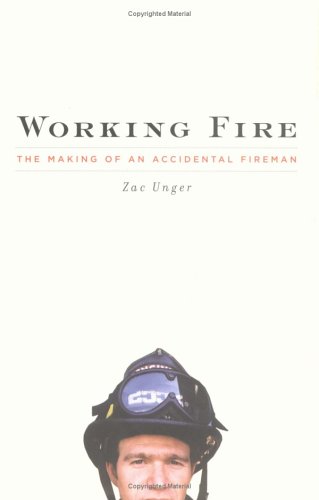 Copyrighted Material
WORKING FIRE
THE MAKING OF AN ACCIDENTAL FIREMAN
Zac Unger
Copyrighted Material